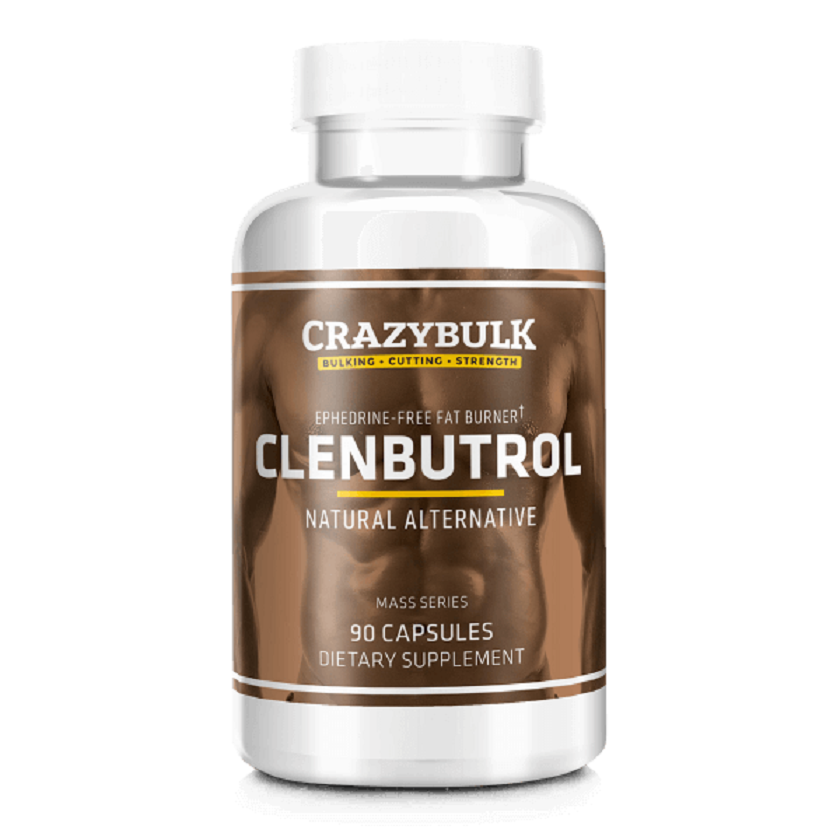 CRAZYBULK
BULKING • CUTTING • STRENGTH
EPHEDRINE-FREE FAT BURNER†
CLENBUTROL
NATURAL ALTERNATIVE
MASS SERIES
90 CAPSULES
DIETARY SUPPLEMENT